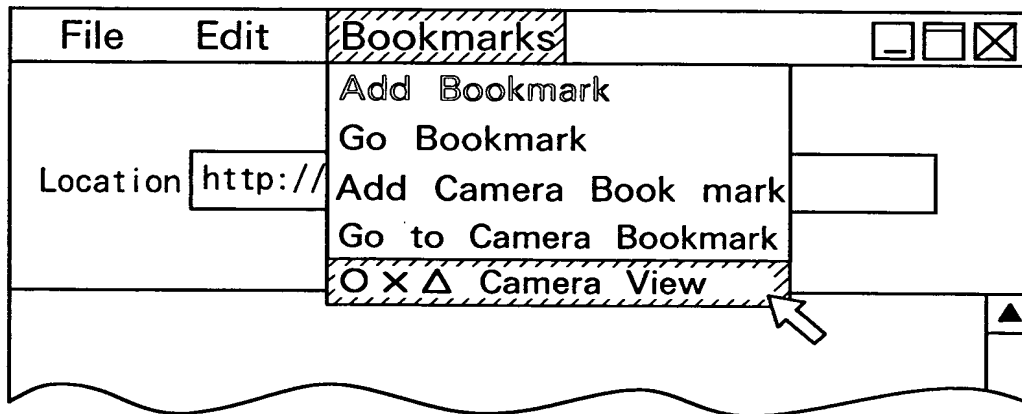 File Edit Bookmarks
Add Bookmark
Go Bookmark
Location http://
Add Camera Book mark
Go to Camera Bookmark
○×△ Camera View